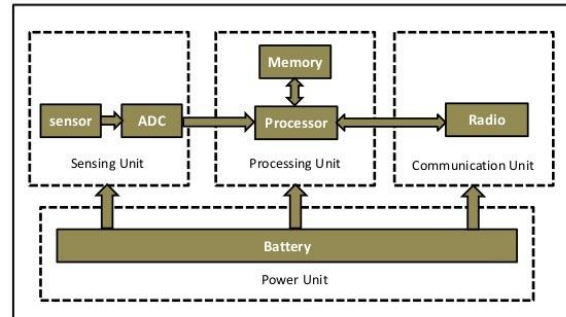 Memory
sensor
ADC
Processor
Radio
Sensing Unit
Processing Unit
Communication Unit
Battery
Power Unit